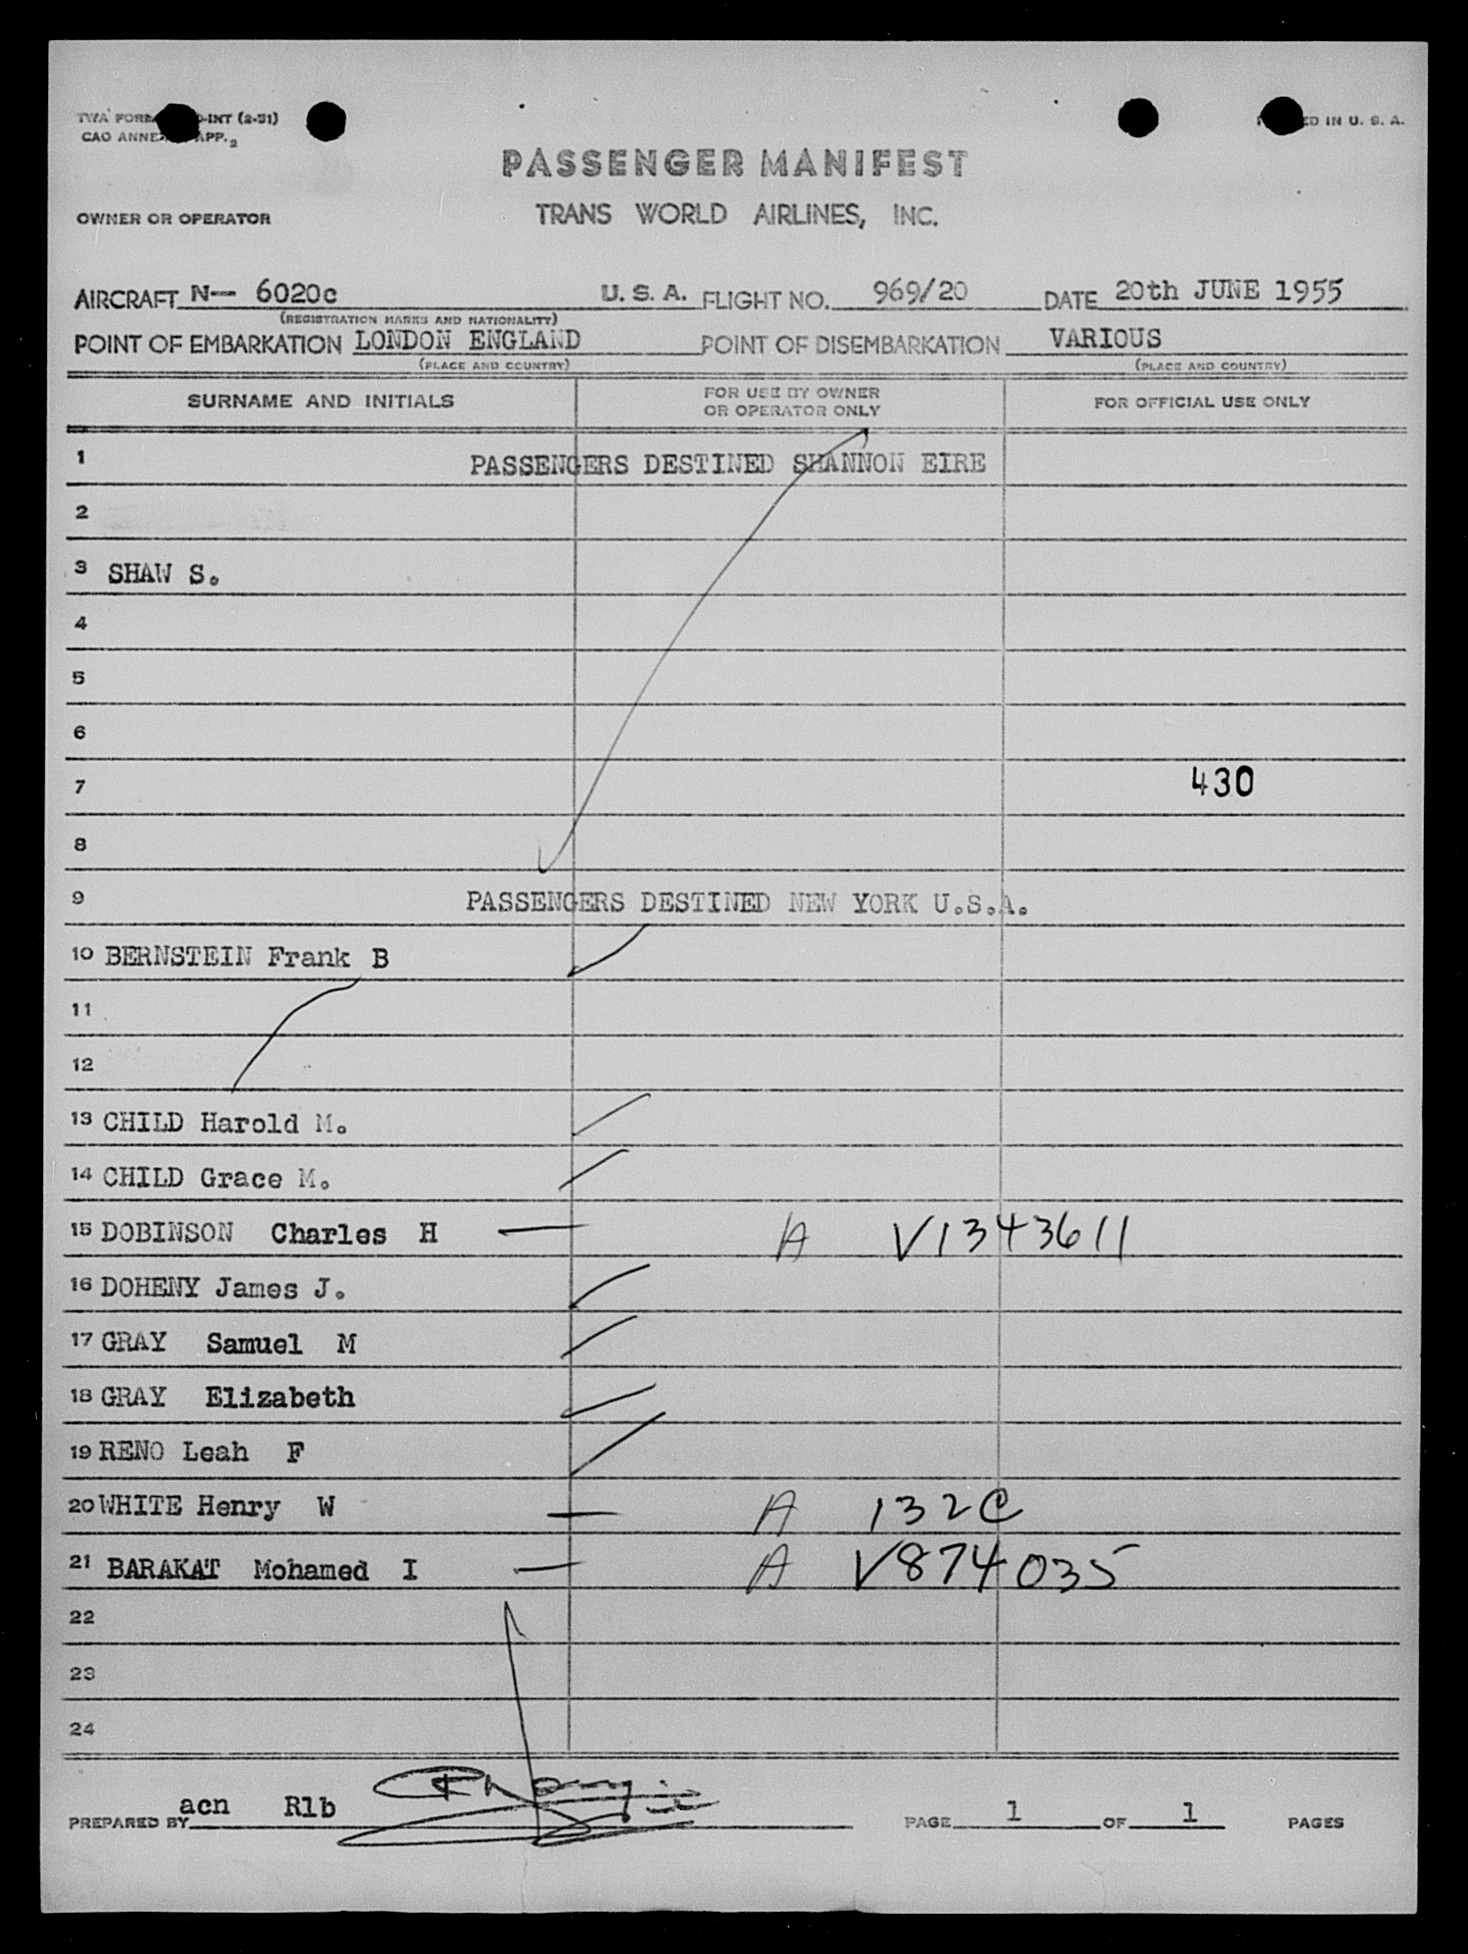 TWA FORM -INT (2-51)
CAO ANNEX APP. 2
IN U. S. A.
PASSENGER MANIFEST
OWNER OR OPERATOR TRANS WORLD AIRLINES, INC.
AIRCRAFT N-- 6020c U. S. A. FLIGHT NO. 969/20 DATE 20th JUNE 1955
(REGISTRATION MARKS AND NATIONALITY)
POINT OF EMBARKATION LONDON ENGLAND POINT OF DISEMBARKATION VARIOUS
(PLACE AND COUNTRY) (PLACE AND COUNTRY)
SURNAME AND INITIALS FOR USE BY OWNER OR OPERATOR ONLY FOR OFFICIAL USE ONLY
1 PASSENGERS DESTINED SHANNON EIRE
2
3 SHAW S.
4
5
6
7 430
8
9 PASSENGERS DESTINED NEW YORK U.S.A.
10 BERNSTEIN Frank B
11
12
13 CHILD Harold M.
14 CHILD Grace M.
15 DOBINSON Charles H A V1343611
16 DOHENY James J.
17 GRAY Samuel M
18 GRAY Elizabeth
19 RENO Leah F
20 WHITE Henry W A 132C
21 BARAKAT Mohamed I A V874035
22
23
24
PREPARED BY acn Rlb PAGE 1 OF 1 PAGES